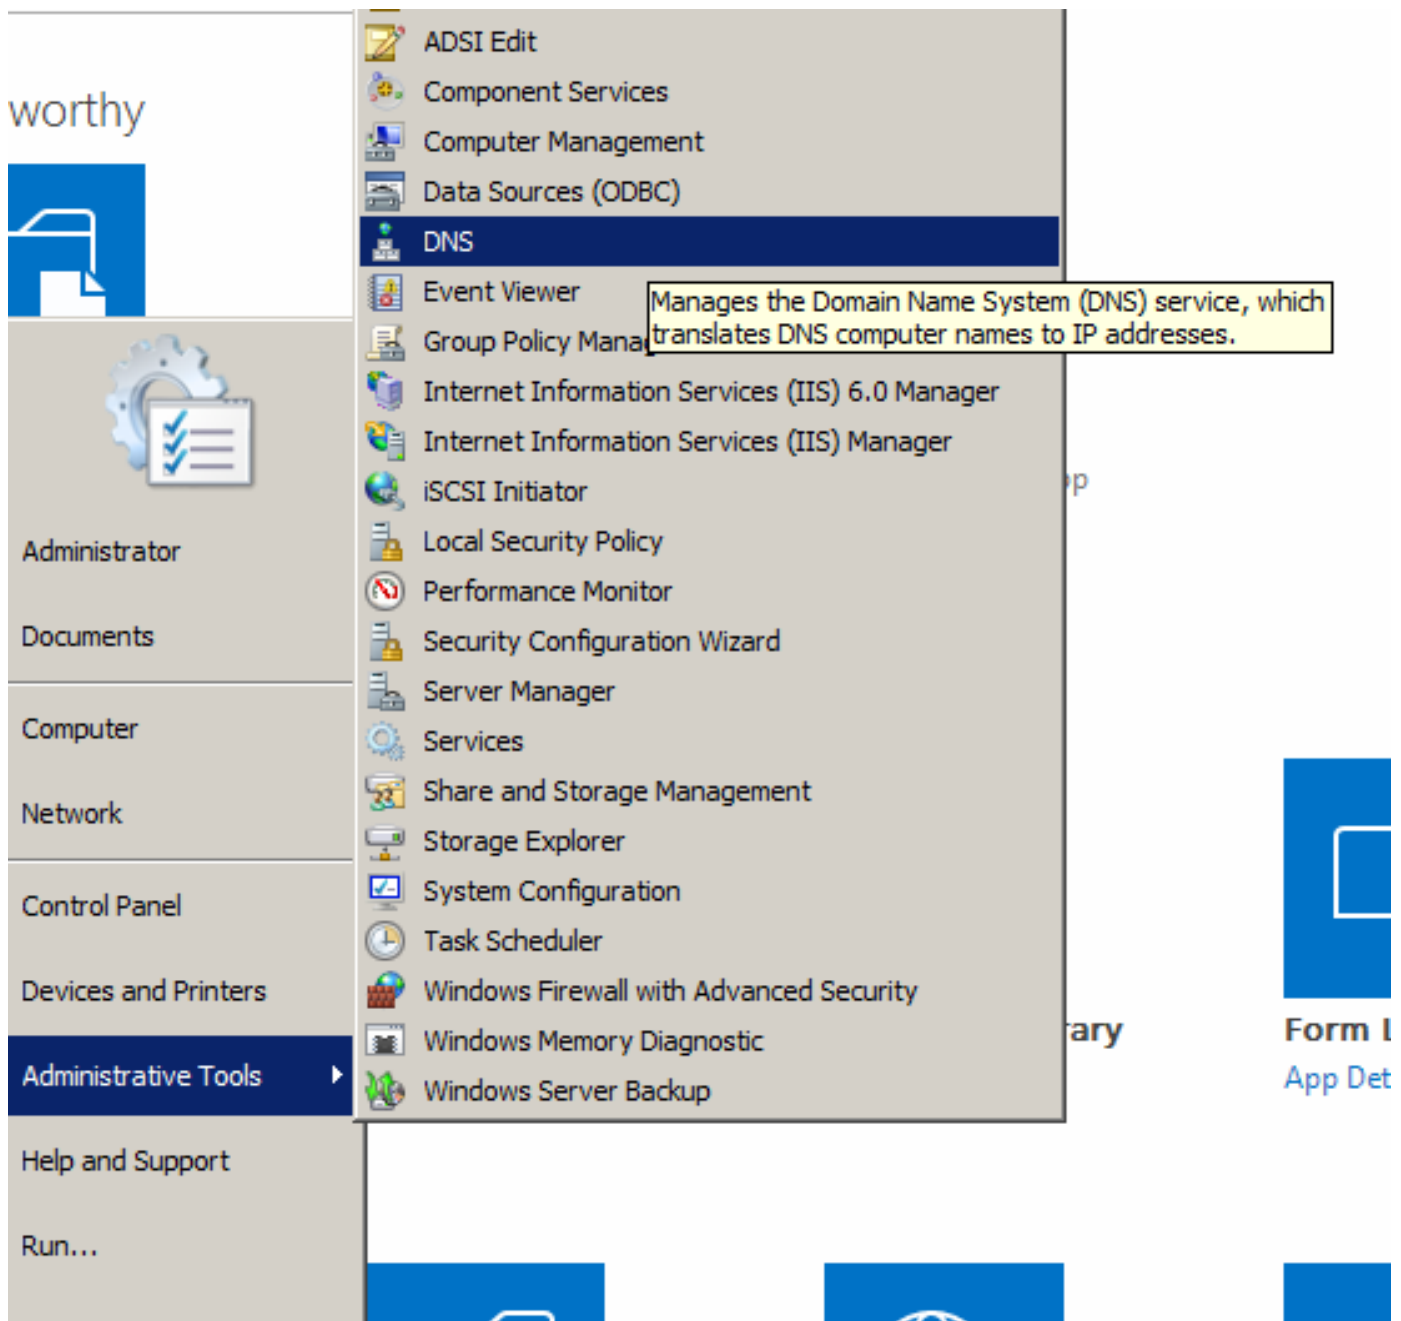 worthy
Administrator
Documents
Computer
Network
Control Panel
Devices and Printers
Administrative Tools
Help and Support
Run...
ADSI Edit
Component Services
Computer Management
Data Sources (ODBC)
DNS
Event Viewer
Group Policy Mana
Manages the Domain Name System (DNS) service, which
translates DNS computer names to IP addresses.
Internet Information Services (IIS) 6.0 Manager
Internet Information Services (IIS) Manager
iSCSI Initiator
Local Security Policy
Performance Monitor
Security Configuration Wizard
Server Manager
Services
Share and Storage Management
Storage Explorer
System Configuration
Task Scheduler
Windows Firewall with Advanced Security
Windows Memory Diagnostic
Windows Server Backup
pp
rary
Form L
App Det